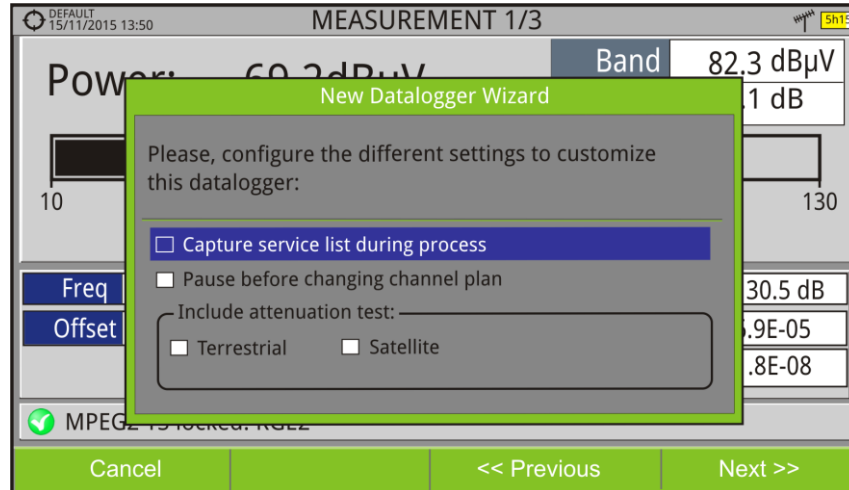 DEFAULT
15/11/2015 13:50
MEASUREMENT 1/3
5h15
Band
82.3 dBµV
.1 dB
New Datalogger Wizard
Please, configure the different settings to customize
this datalogger:
10
130
Capture service list during process
Pause before changing channel plan
Include attenuation test:
Terrestrial
Satellite
Freq
30.5 dB
Offset
.9E-05
.8E-08
Cancel
<< Previous
Next >>